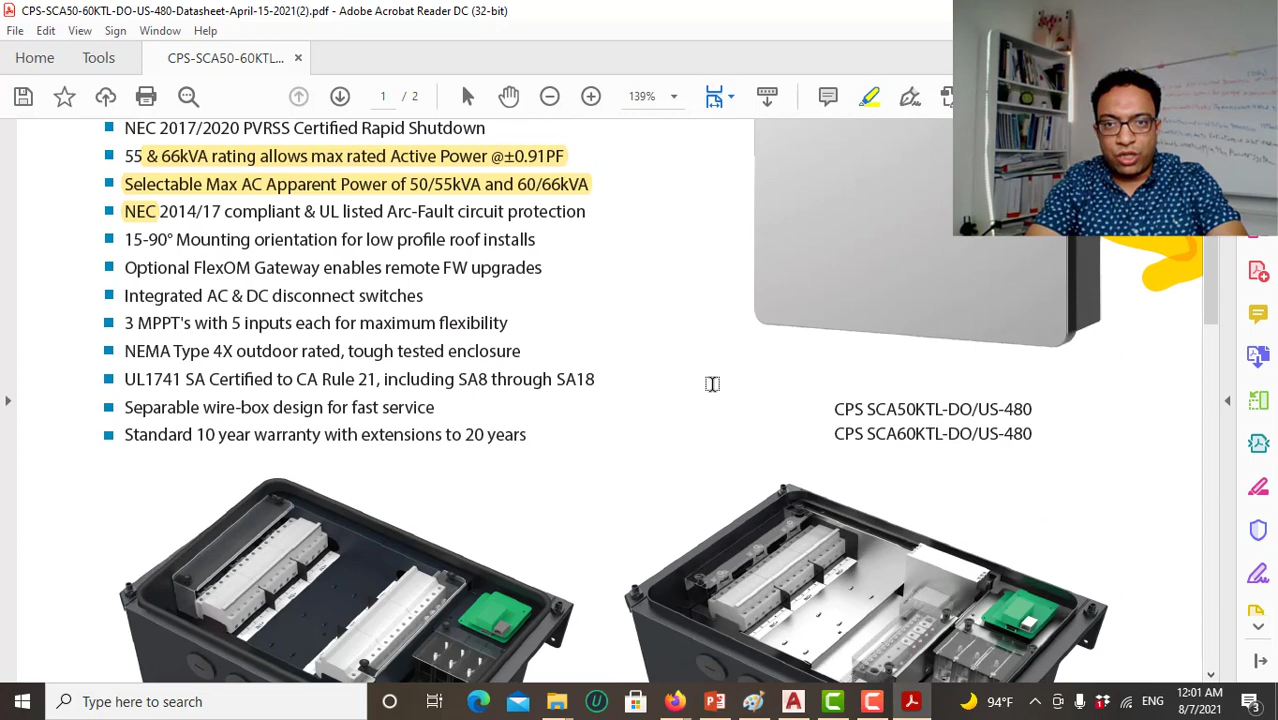 CPS-SCA50-60KTL-DO-US-480-Datasheet-April-15-2021(2).pdf - Adobe Acrobat Reader DC (32-bit)
File Edit View Sign Window Help
Home Tools CPS-SCA50-60KTL... ×
1 / 2 139%
NEC 2017/2020 PVRSS Certified Rapid Shutdown
55 & 66kVA rating allows max rated Active Power @±0.91PF
Selectable Max AC Apparent Power of 50/55kVA and 60/66kVA
NEC 2014/17 compliant & UL listed Arc-Fault circuit protection
15-90° Mounting orientation for low profile roof installs
Optional FlexOM Gateway enables remote FW upgrades
Integrated AC & DC disconnect switches
3 MPPT's with 5 inputs each for maximum flexibility
NEMA Type 4X outdoor rated, tough tested enclosure
UL1741 SA Certified to CA Rule 21, including SA8 through SA18
Separable wire-box design for fast service
Standard 10 year warranty with extensions to 20 years
CPS SCA50KTL-DO/US-480
CPS SCA60KTL-DO/US-480
Type here to search
94°F
ENG
12:01 AM
8/7/2021
3